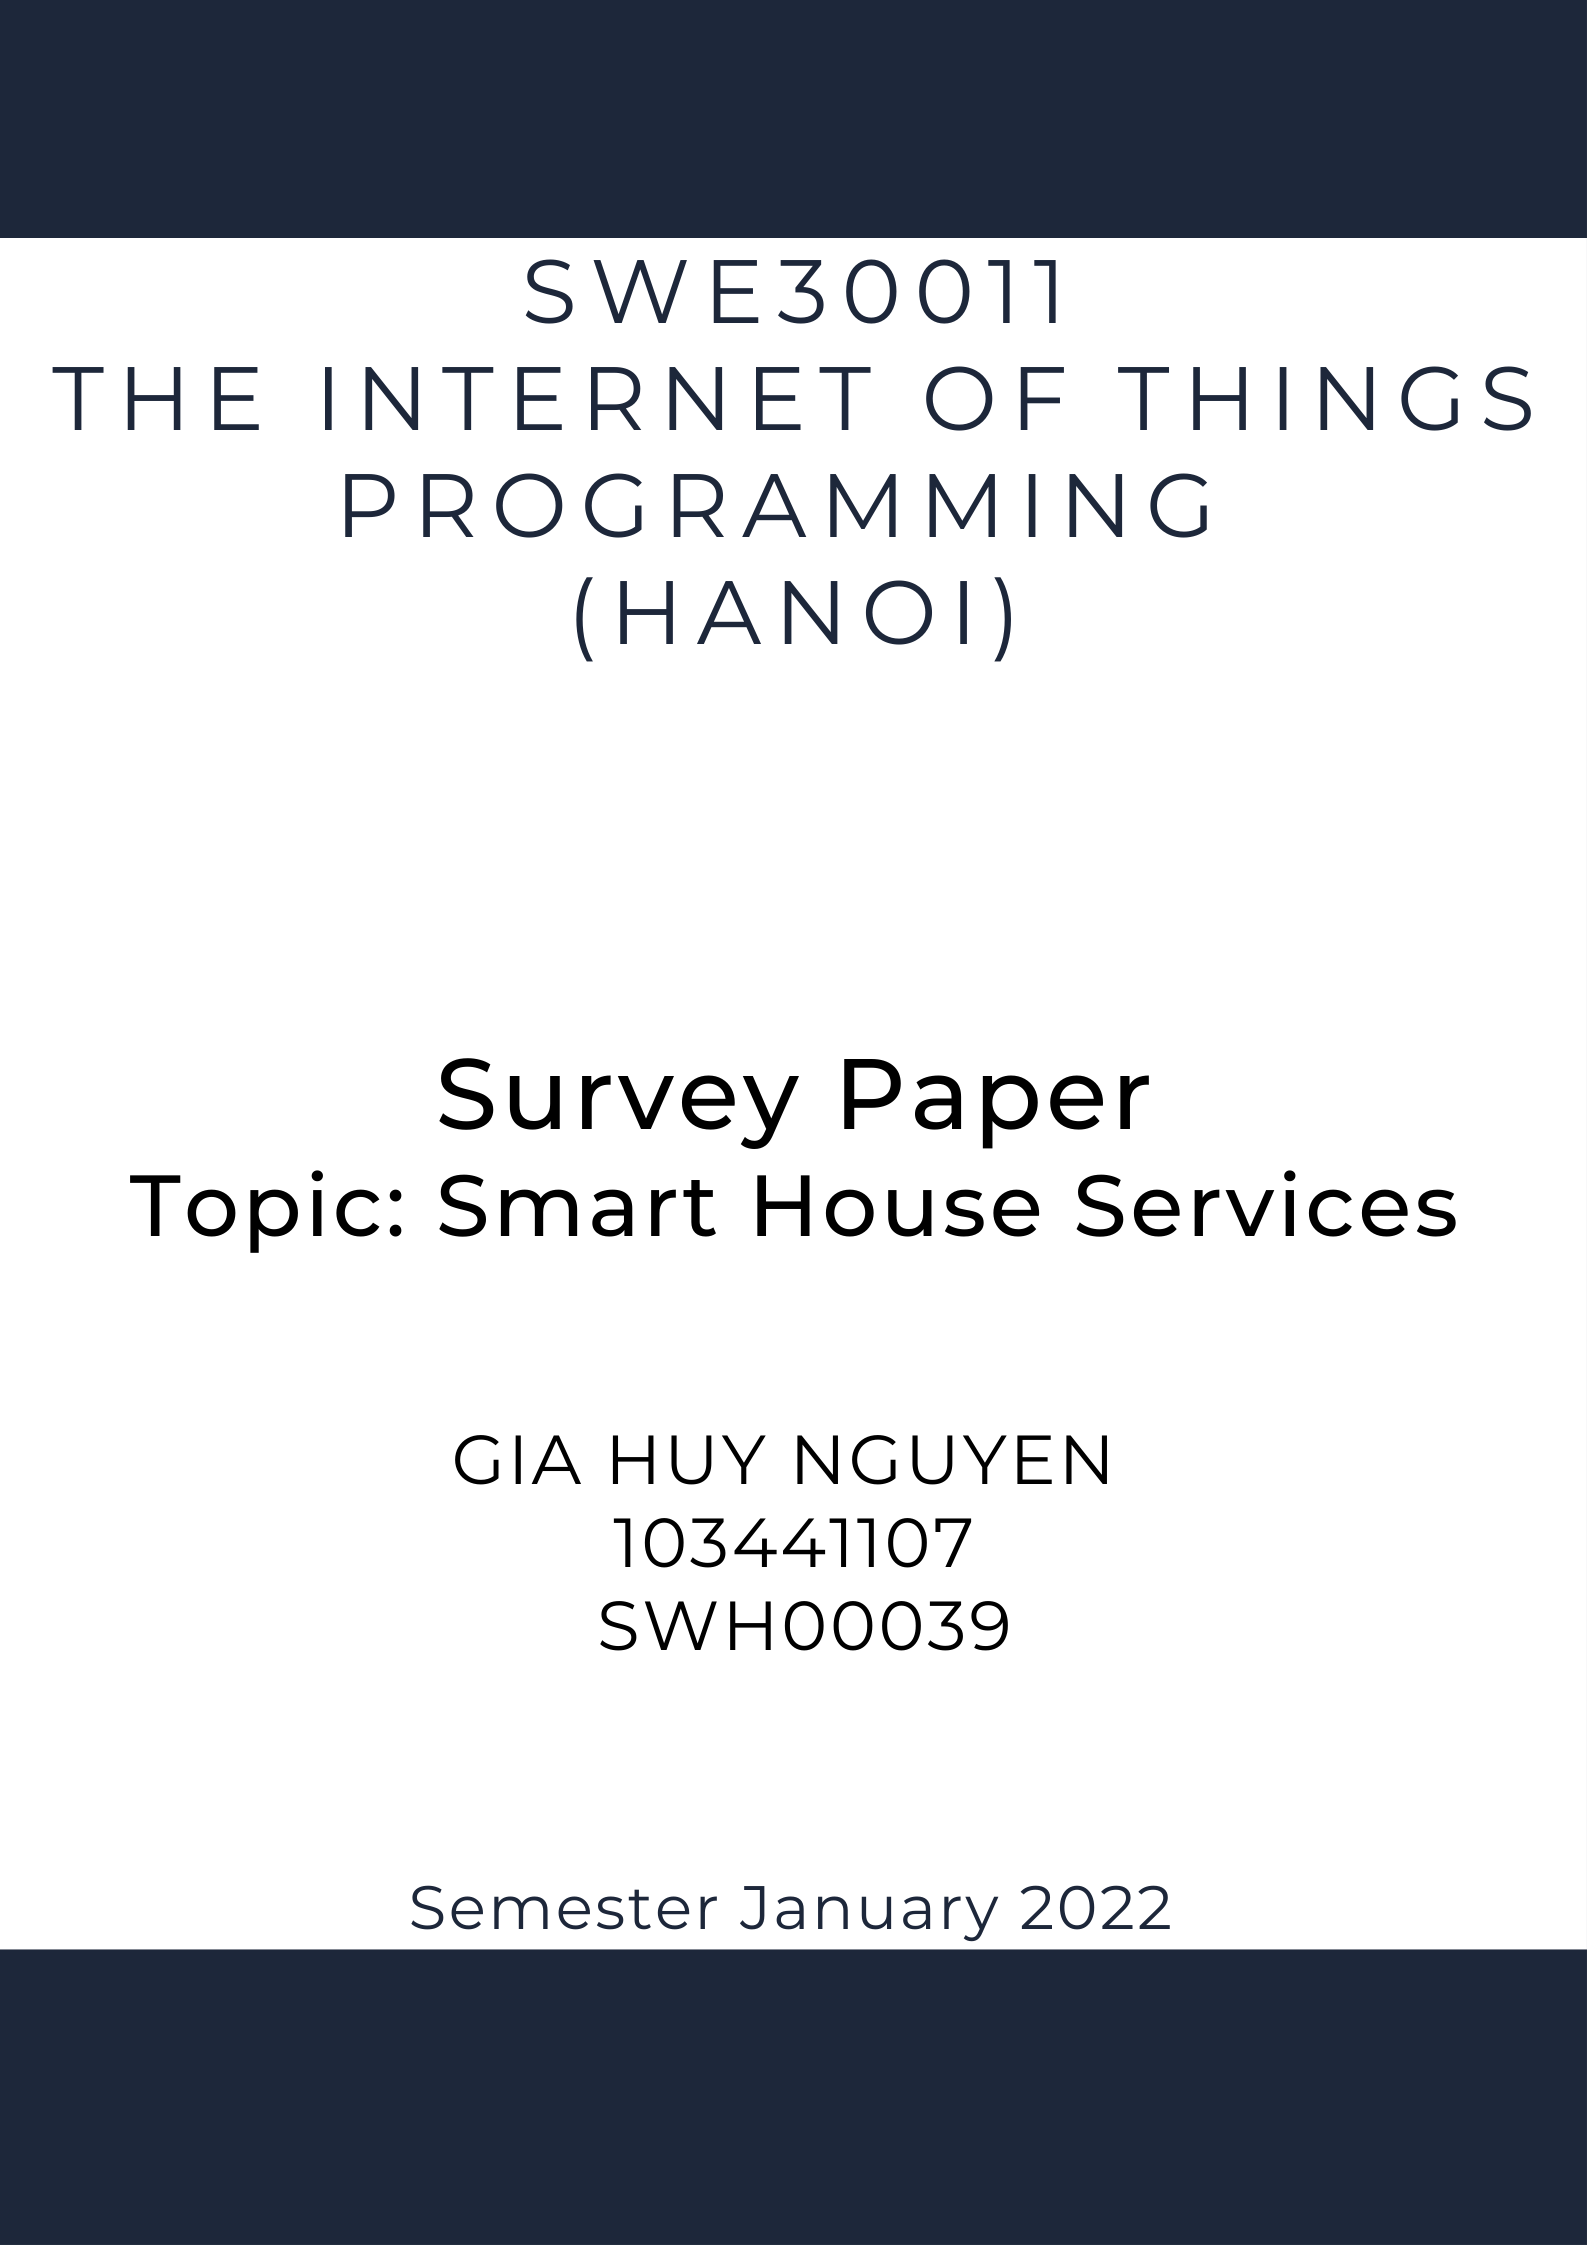 SWE30011
THE INTERNET OF THINGS
PROGRAMMING
(HANOI)
Survey Paper
Topic: Smart House Services
GIA HUY NGUYEN
103441107
SWH00039
Semester January 2022